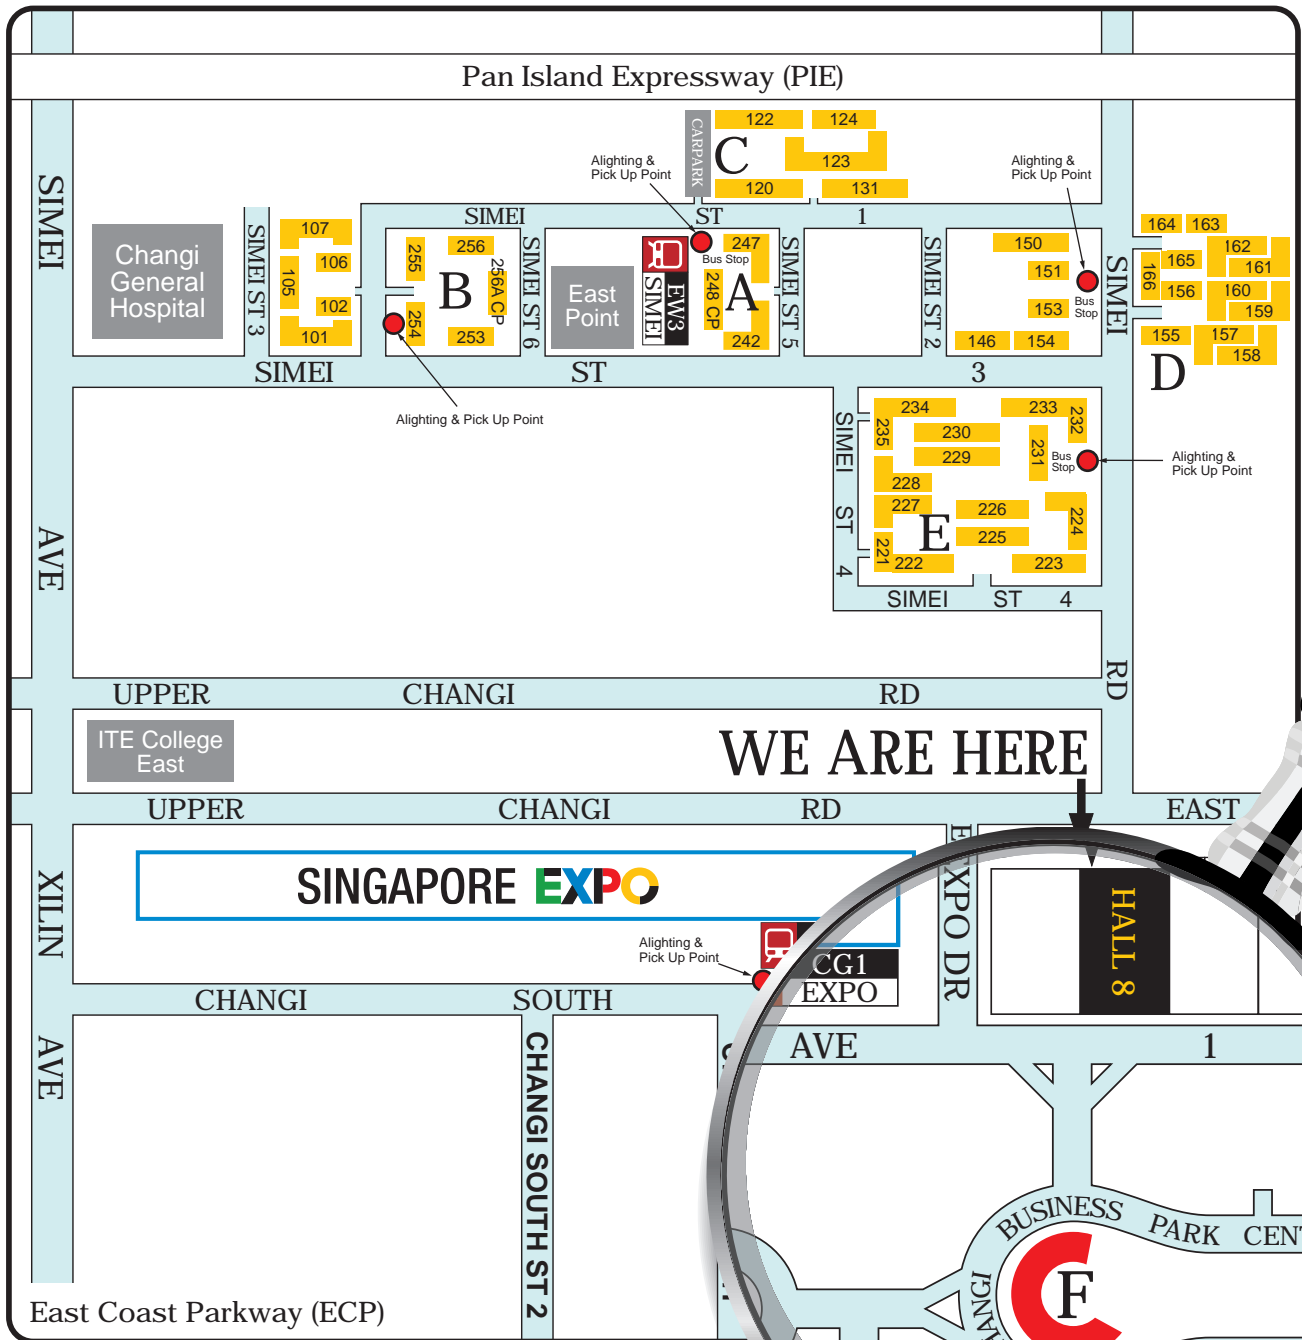 Pan Island Expressway (PIE)
CARPARK
122
124
C
123
120
131
Alighting &
Pick Up Point
Alighting &
Pick Up Point
SIMEI
SIMEI ST 1
Changi
General
Hospital
SIMEI ST 3
107
106
105
102
101
255
256
B
256A CP
254
253
SIMEI ST 6
East
Point
SIMEI
EW3
Bus Stop
247
248 CP
A
242
SIMEI ST 5
SIMEI ST 2
150
151
Bus
Stop
153
146
154
SIMEI
164
163
162
165
161
166
156
160
159
155
157
158
D
SIMEI ST 3
Alighting & Pick Up Point
SIMEI ST 4
234
233
232
235
230
231
229
Bus
Stop
Alighting &
Pick Up Point
228
227
226
224
E
225
221
222
223
SIMEI ST 4
AVE
RD
UPPER CHANGI RD
ITE College
East
WE ARE HERE
UPPER CHANGI RD EAST
XILIN
SINGAPORE EXPO
EXPO DR
HALL 8
Alighting &
Pick Up Point
CG1
EXPO
CHANGI SOUTH AVE 1
AVE
CHANGI SOUTH ST 2
BUSINESS PARK
F
East Coast Parkway (ECP)